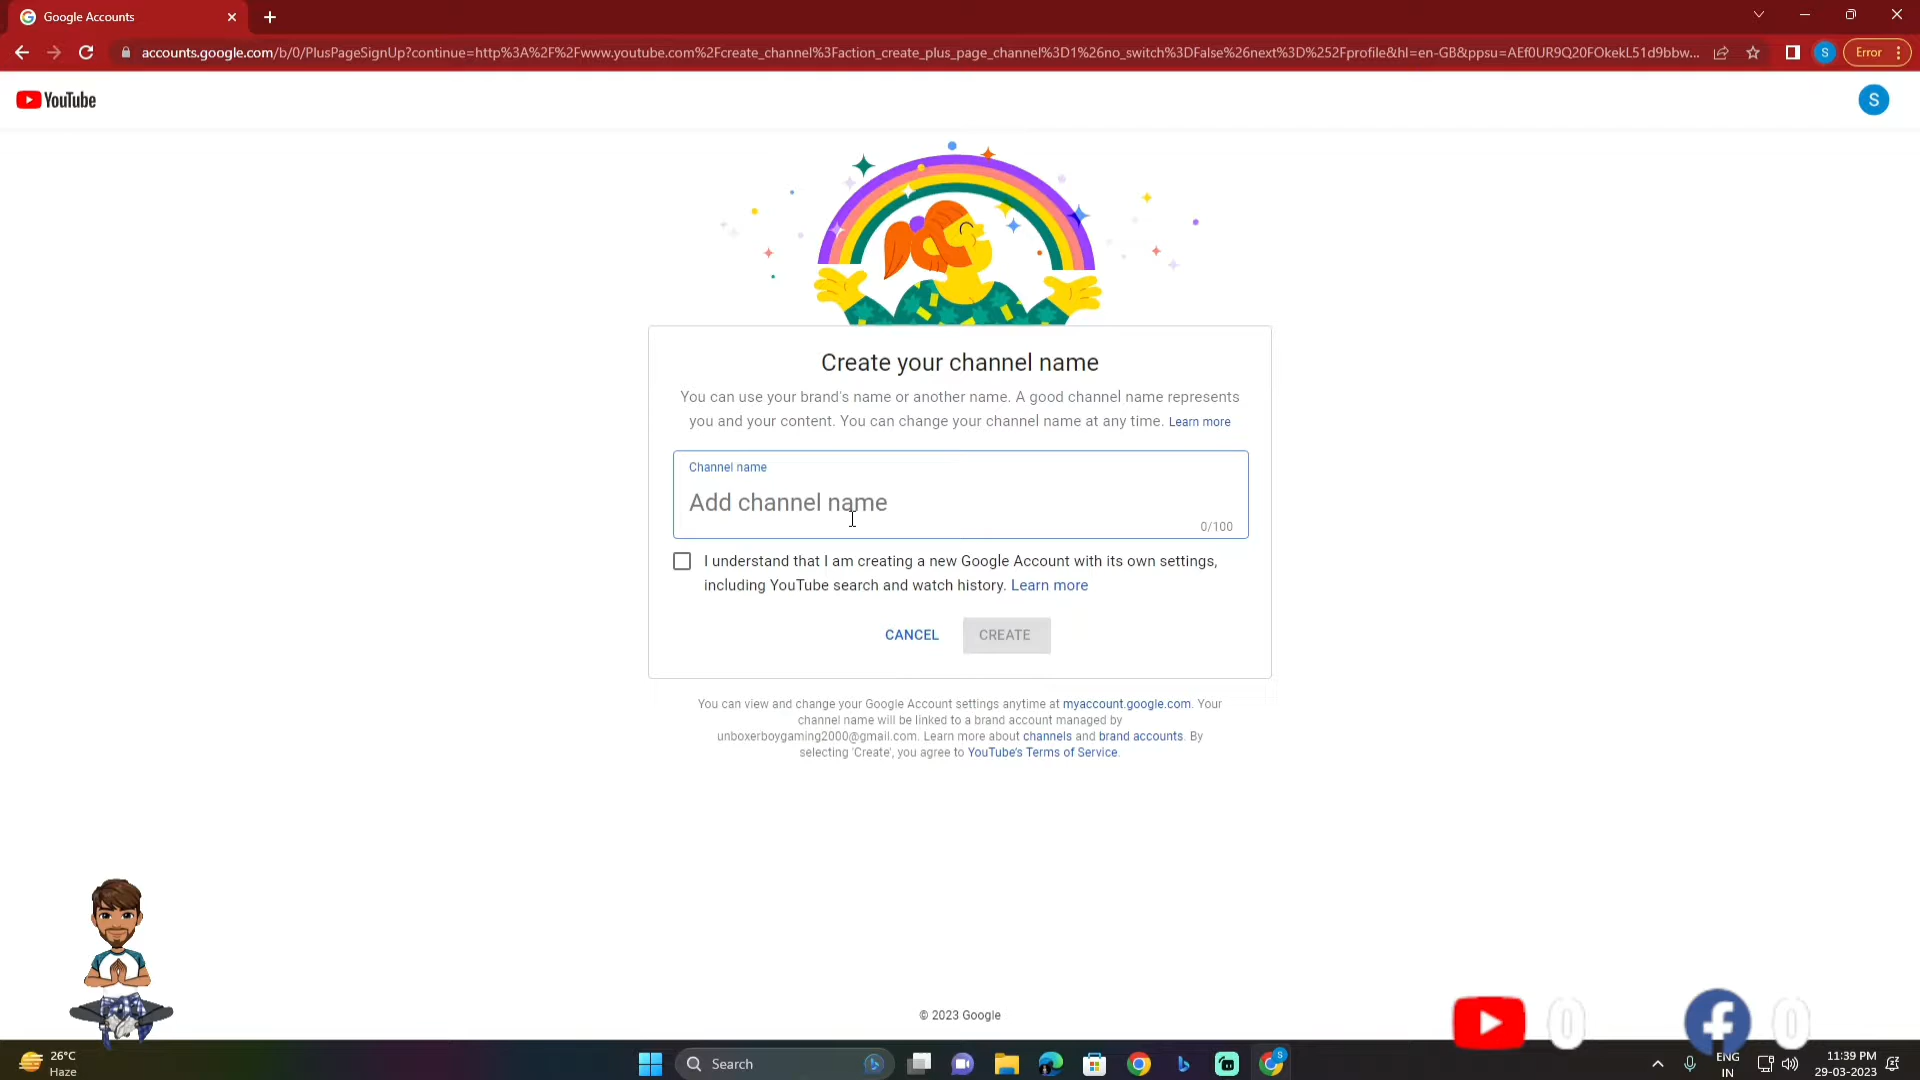 Google Accounts
accounts.google.com/b/0/PlusPageSignUp?continue=http%3A%2F%2Fwww.youtube.com%2Fcreate_channel%3Faction_create_plus_page_channel%3D1%26no_switch%3DFalse%26next%3D%252Fprofile&hl=en-GB&ppsu=AEf0UR9Q20FOkekL51d9bbw...
S
Error
YouTube
S
Create your channel name
You can use your brand's name or another name. A good channel name represents
you and your content. You can change your channel name at any time. Learn more
Channel name
Add channel name
0/100
I understand that I am creating a new Google Account with its own settings,
including YouTube search and watch history. Learn more
CANCEL
CREATE
You can view and change your Google Account settings anytime at myaccount.google.com. Your
channel name will be linked to a brand account managed by
unboxerboygaming2000@gmail.com. Learn more about channels and brand accounts. By
selecting 'Create', you agree to YouTube's Terms of Service.
© 2023 Google
0
0
26°C
Haze
Search
S
ENG
IN
11:39 PM
29-03-2023